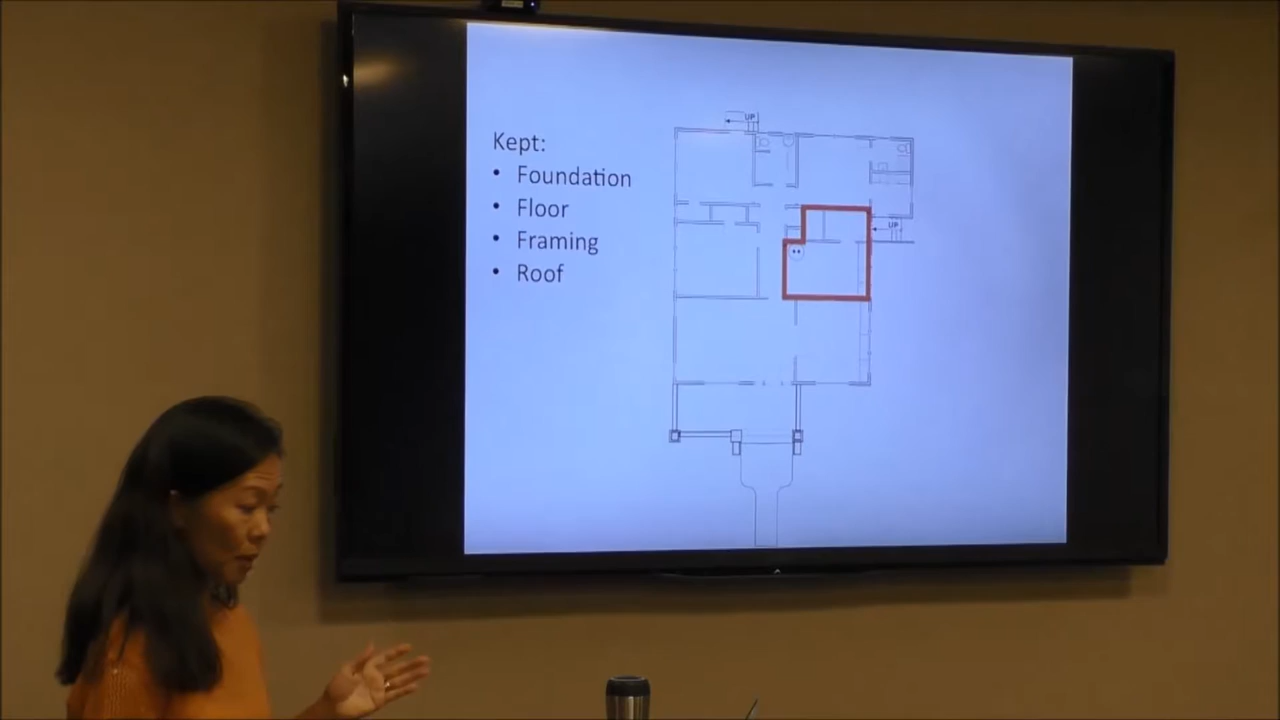 UP
Kept:
• Foundation
• Floor
• Framing
• Roof
UP